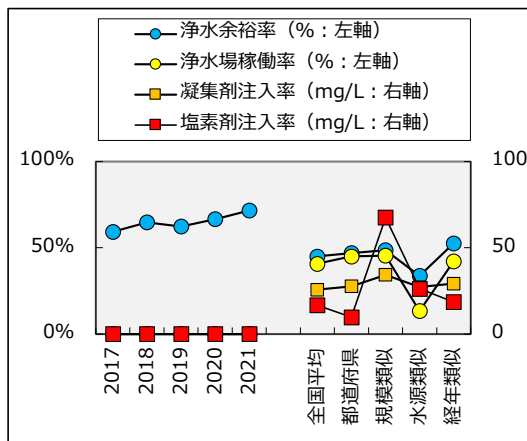 浄水余裕率（%：左軸）
浄水場稼働率（%：左軸）
凝集剤注入率（mg/L：右軸）
塩素剤注入率（mg/L：右軸）
100%
50%
0%
100
50
0
2017
2018
2019
2020
2021
全国平均
都道府県
規模類似
水源類似
経年類似